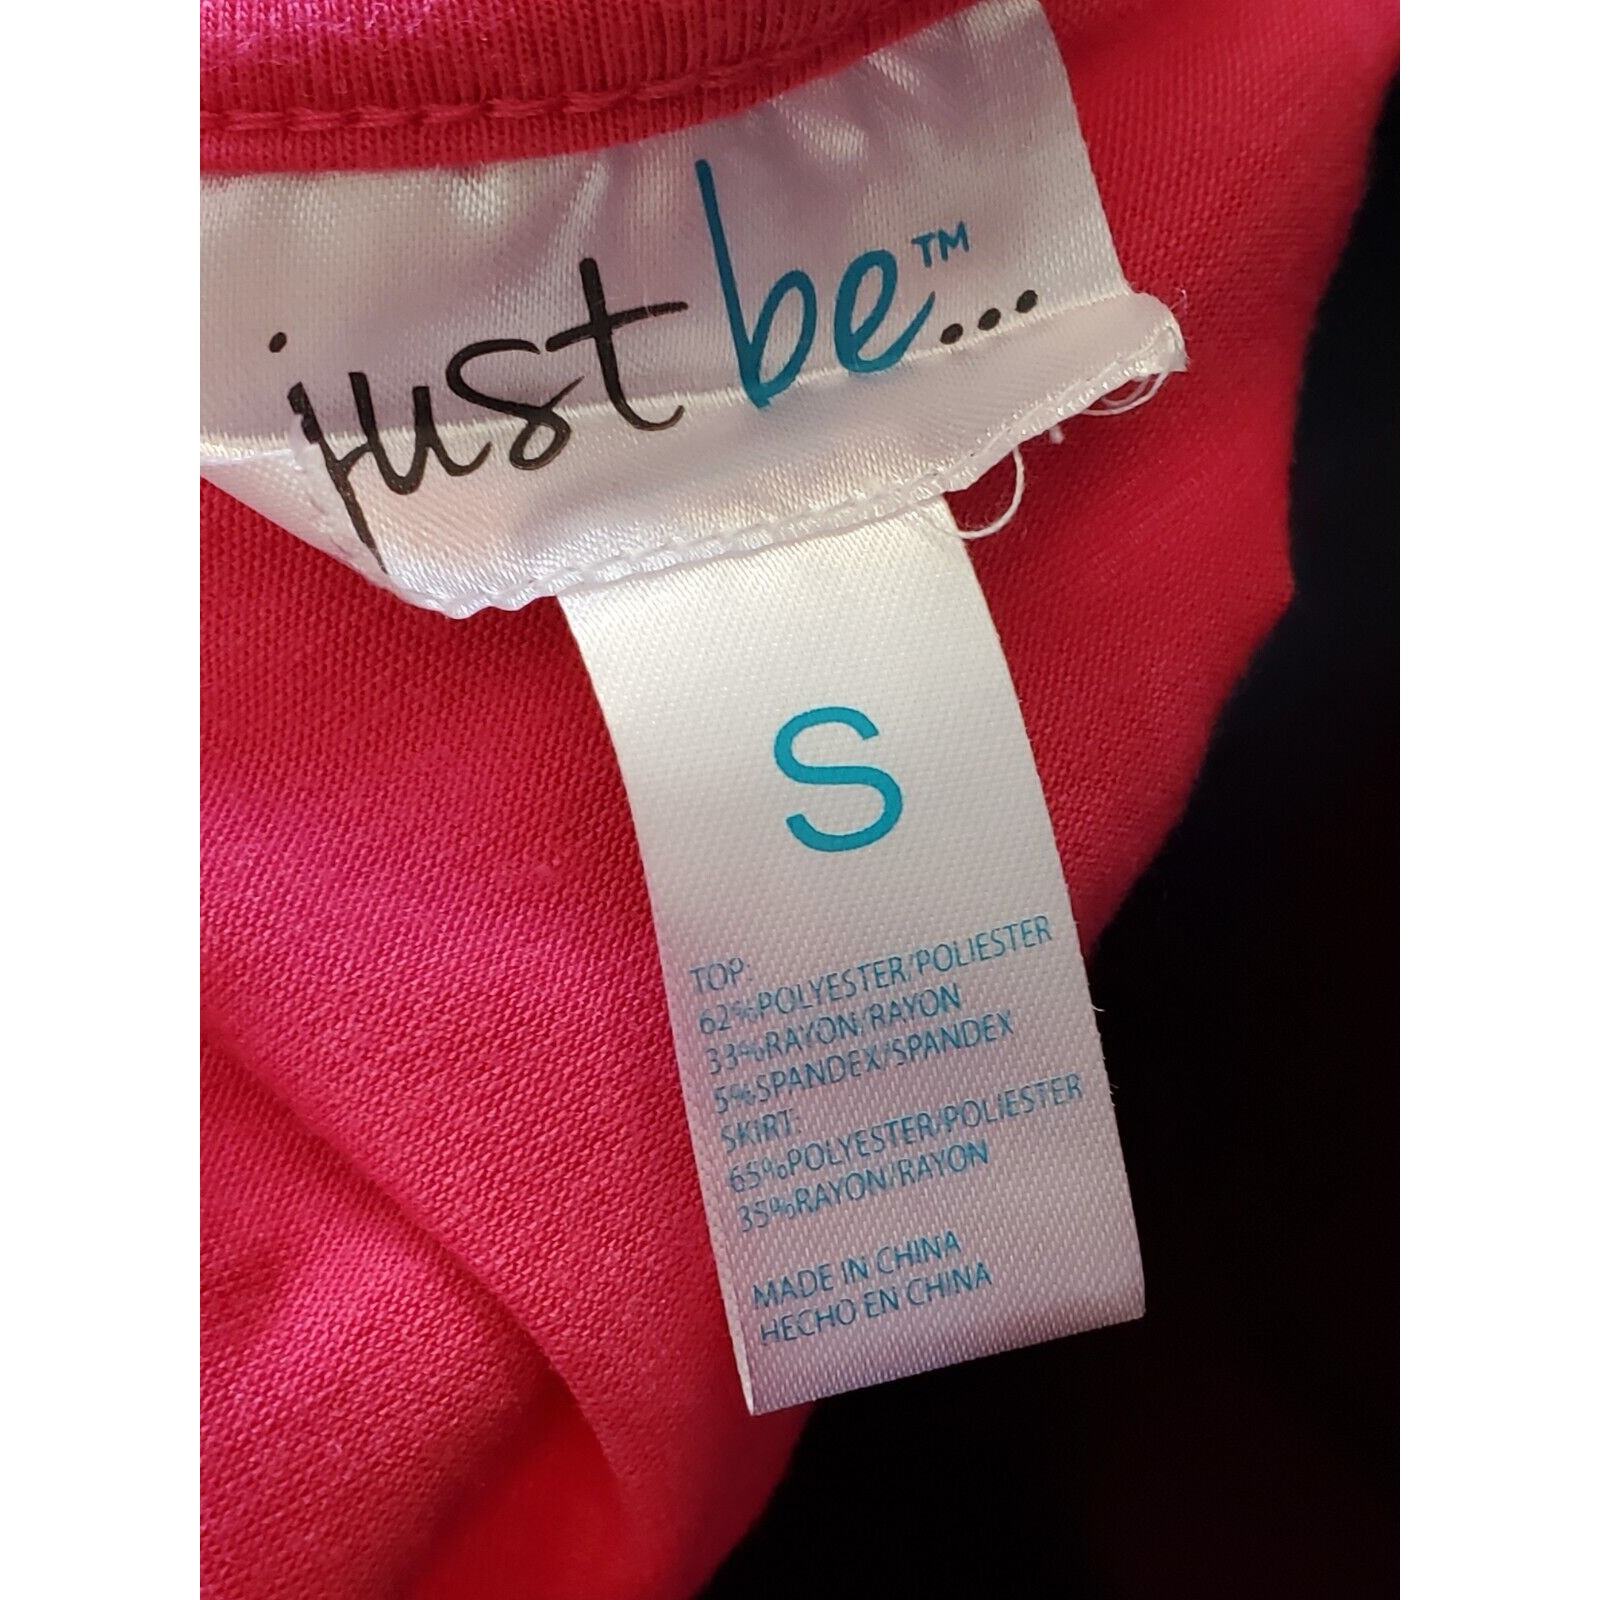 just be™...
S
TOP:
62%POLYESTER/POLIESTER
33%RAYON/RAYON
5%SPANDEX/SPANDEX
SKIRT:
65%POLYESTER/POLIESTER
35%RAYON/RAYON
MADE IN CHINA
HECHO EN CHINA